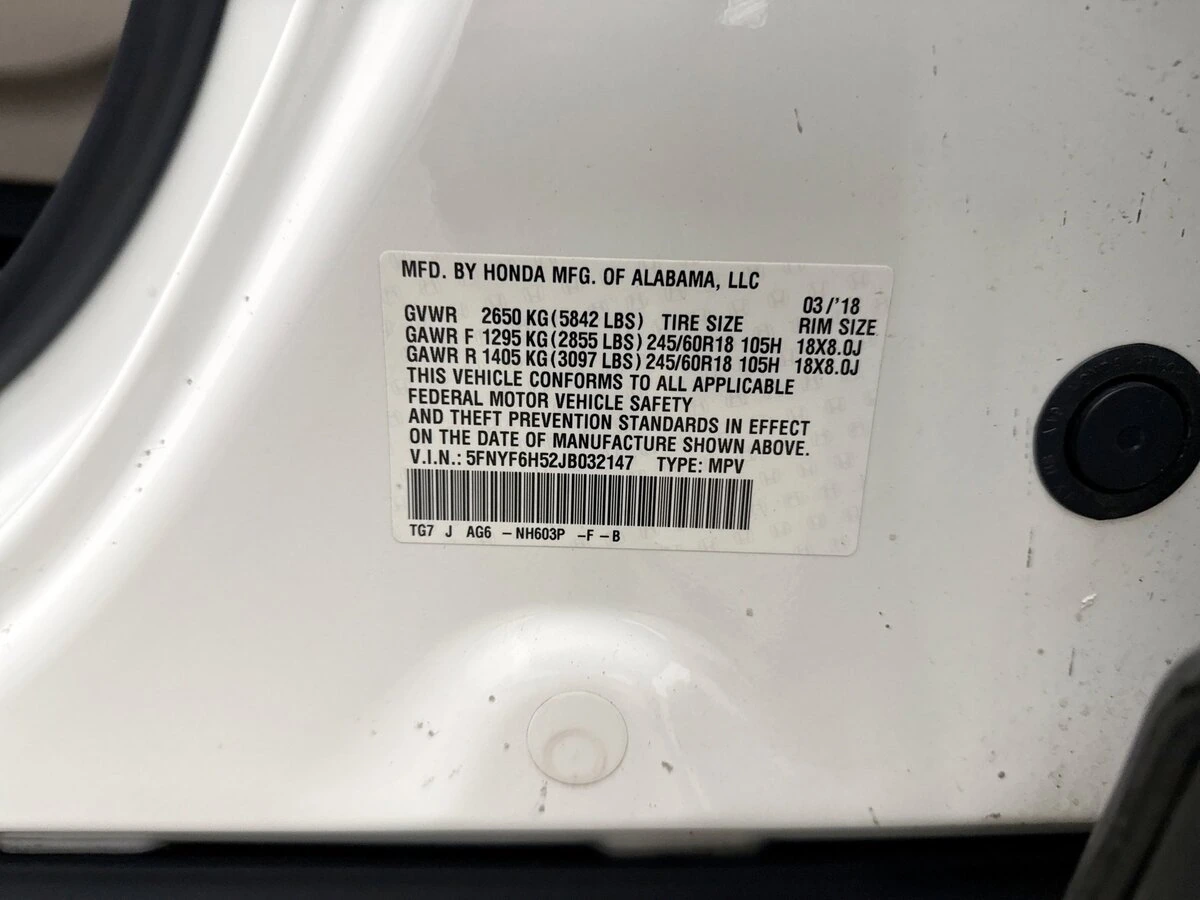 MFD. BY HONDA MFG. OF ALABAMA, LLC
03/'18
GVWR 2650 KG(5842 LBS) TIRE SIZE RIM SIZE
GAWR F 1295 KG(2855 LBS) 245/60R18 105H 18X8.0J
GAWR R 1405 KG(3097 LBS) 245/60R18 105H 18X8.0J
THIS VEHICLE CONFORMS TO ALL APPLICABLE
FEDERAL MOTOR VEHICLE SAFETY
AND THEFT PREVENTION STANDARDS IN EFFECT
ON THE DATE OF MANUFACTURE SHOWN ABOVE.
V.I.N.: 5FNYF6H52JB032147 TYPE: MPV
TG7 J AG6 -NH603P -F-B